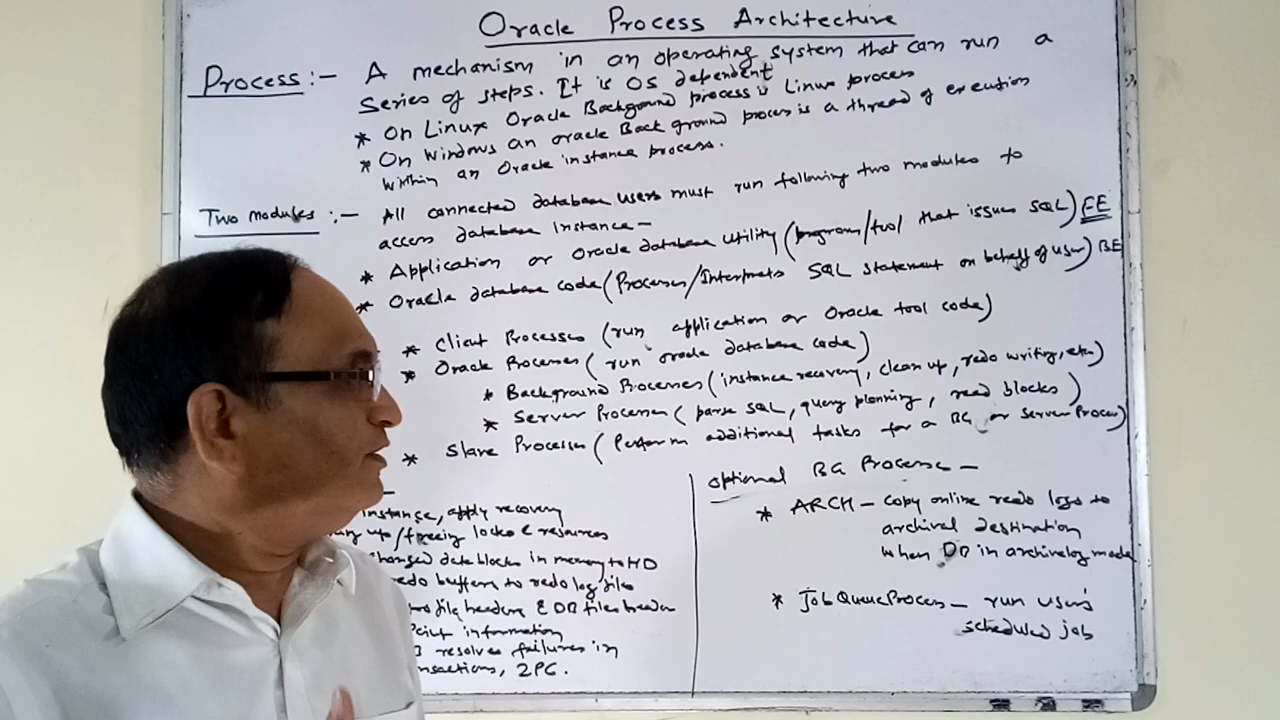 Oracle Process Architecture
Process :- A mechanism in an operating system that can run a
series of steps. It is OS dependent
* On Linux Oracle Background process is Linux process
* On Windows an oracle Back ground process is a thread of execution
within an Oracle instance process.
Two modules :- All connected database users must run following two modules to
access database instance -
* Application or Oracle database utility (program/tool that issues SQL) FE
* Oracle database code (Processes/Interprets SQL statement on behalf of user) BE
* Client Processes (run application or Oracle tool code)
* Oracle Processes (run oracle database code)
* Background Processes (instance recovery, clean up, redo writing, etc.)
* Server Processes (parse SQL, query planning, read blocks)
* Slave Processes (Perform additional tasks for a BG or Server Process)
instance, apply recovery
up/freeing locks & resources
changed data blocks in memory to HD
redo buffers to redo log files
file headers & DB files header
Point information
resolves failures in
nsactions, 2PC.
optional BG Process -
* ARCH - copy online redo logs to
archival destination
when DB in archivelog mode
* Job Queue Process - run user's
scheduled job